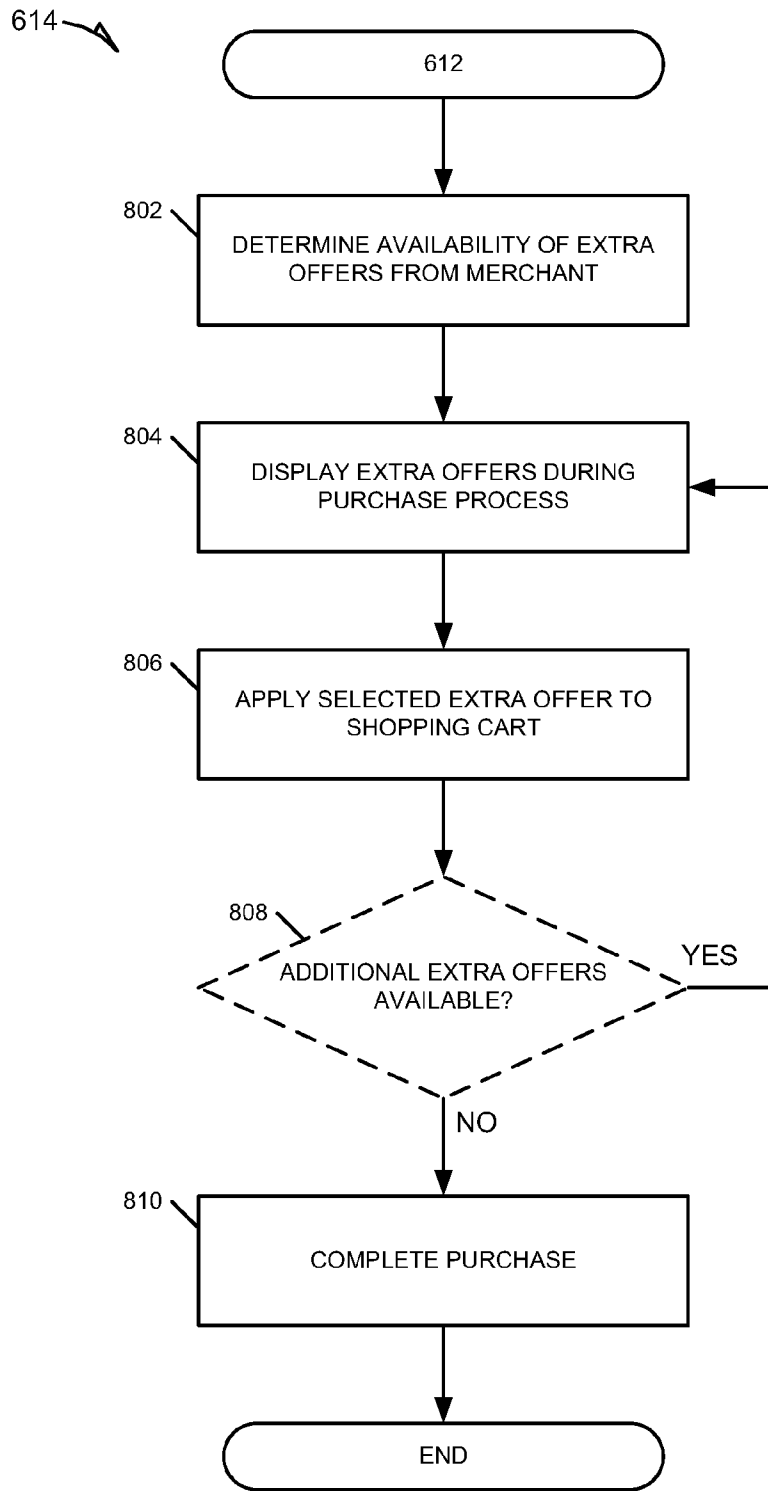 614
612
802
DETERMINE AVAILABILITY OF EXTRA
OFFERS FROM MERCHANT
804
DISPLAY EXTRA OFFERS DURING
PURCHASE PROCESS
806
APPLY SELECTED EXTRA OFFER TO
SHOPPING CART
808
ADDITIONAL EXTRA OFFERS
AVAILABLE?
YES
NO
810
COMPLETE PURCHASE
END